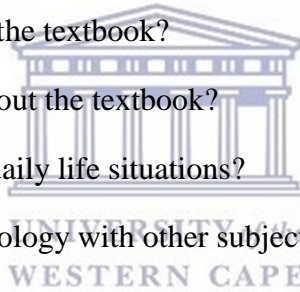 the textbook?
out the textbook?
aily life situations?
ology with other subject
UNIVERSITY of the
WESTERN CAPE